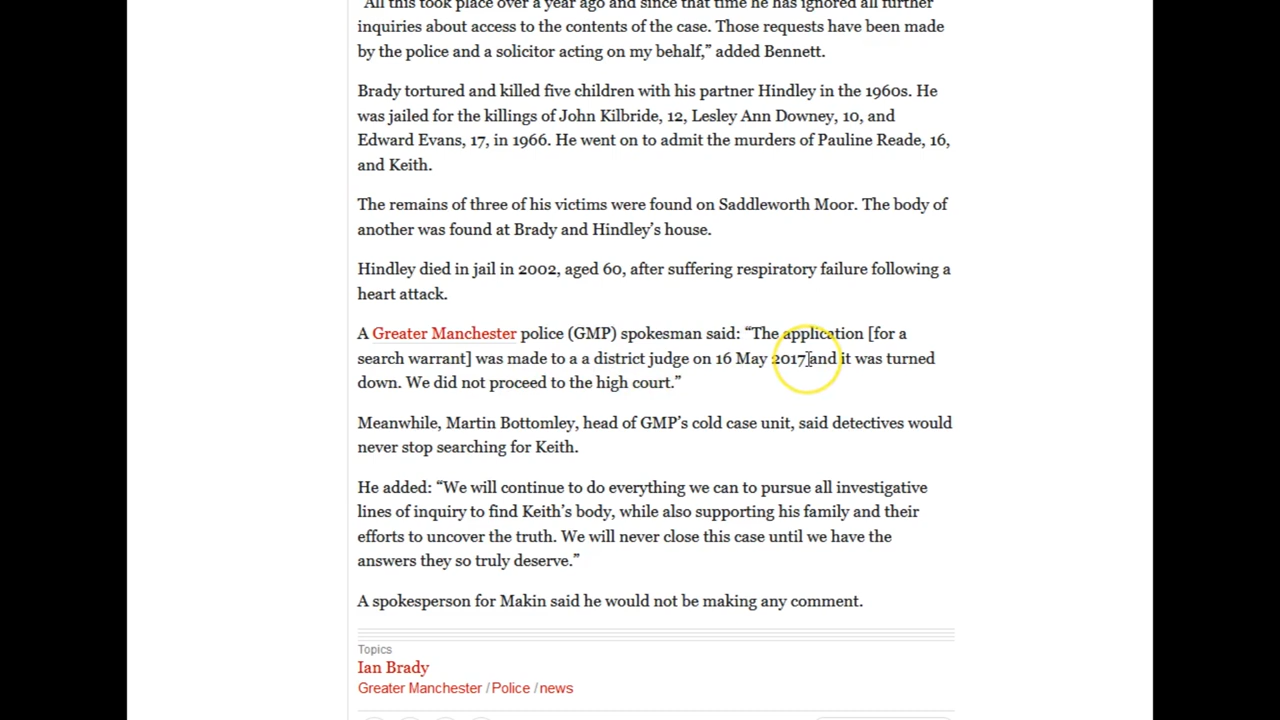 “All this took place over a year ago and since that time he has ignored all further
inquiries about access to the contents of the case. Those requests have been made
by the police and a solicitor acting on my behalf,” added Bennett.
Brady tortured and killed five children with his partner Hindley in the 1960s. He
was jailed for the killings of John Kilbride, 12, Lesley Ann Downey, 10, and
Edward Evans, 17, in 1966. He went on to admit the murders of Pauline Reade, 16,
and Keith.
The remains of three of his victims were found on Saddleworth Moor. The body of
another was found at Brady and Hindley’s house.
Hindley died in jail in 2002, aged 60, after suffering respiratory failure following a
heart attack.
A Greater Manchester police (GMP) spokesman said: “The application [for a
search warrant] was made to a a district judge on 16 May 2017 and it was turned
down. We did not proceed to the high court.”
Meanwhile, Martin Bottomley, head of GMP’s cold case unit, said detectives would
never stop searching for Keith.
He added: “We will continue to do everything we can to pursue all investigative
lines of inquiry to find Keith’s body, while also supporting his family and their
efforts to uncover the truth. We will never close this case until we have the
answers they so truly deserve.”
A spokesperson for Makin said he would not be making any comment.
Topics
Ian Brady
Greater Manchester / Police / news